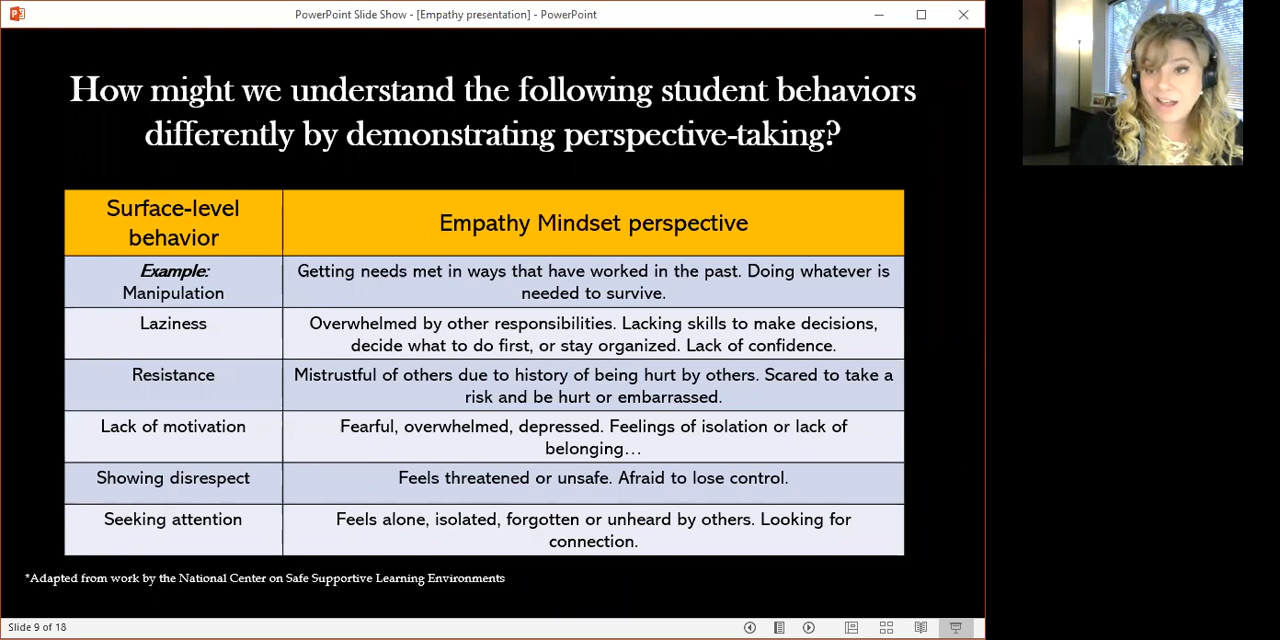 PowerPoint Slide Show - [Empathy presentation] - PowerPoint
How might we understand the following student behaviors
differently by demonstrating perspective-taking?
Surface-level
behavior
Empathy Mindset perspective
Example:
Manipulation
Getting needs met in ways that have worked in the past. Doing whatever is
needed to survive.
Laziness
Overwhelmed by other responsibilities. Lacking skills to make decisions,
decide what to do first, or stay organized. Lack of confidence.
Resistance
Mistrustful of others due to history of being hurt by others. Scared to take a
risk and be hurt or embarrassed.
Lack of motivation
Fearful, overwhelmed, depressed. Feelings of isolation or lack of
belonging…
Showing disrespect
Feels threatened or unsafe. Afraid to lose control.
Seeking attention
Feels alone, isolated, forgotten or unheard by others. Looking for
connection.
*Adapted from work by the National Center on Safe Supportive Learning Environments
Slide 9 of 18